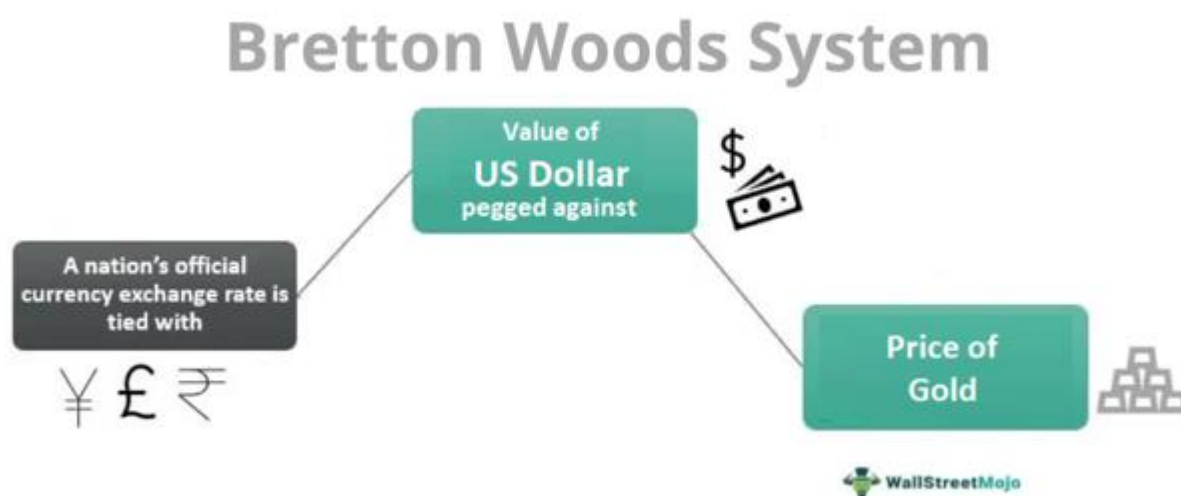 Bretton Woods System
Value of
US Dollar
pegged against
$
A nation’s official
currency exchange rate is
tied with
¥ £ ₹
Price of
Gold
WallStreetMojo